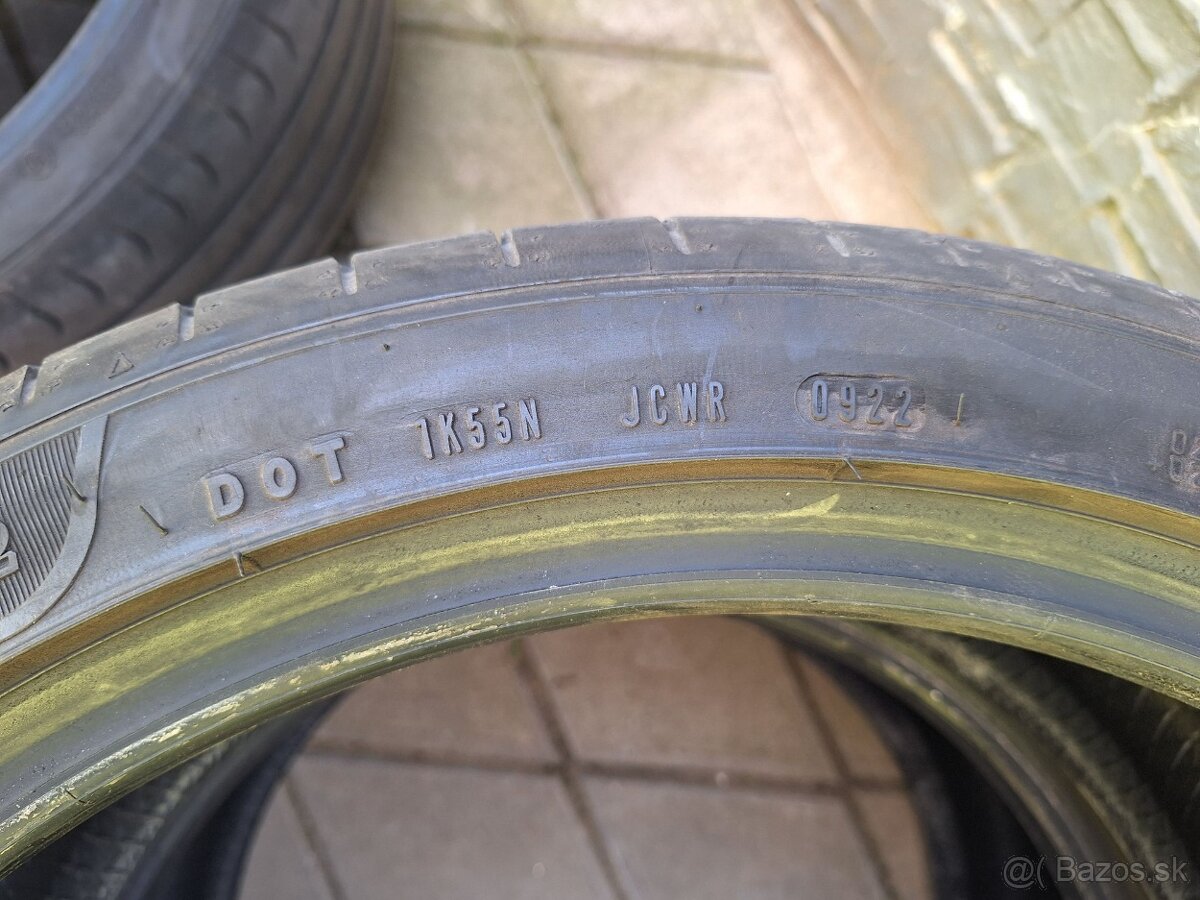 DOT 1K55N JCWR 0922
@( Bazos.sk